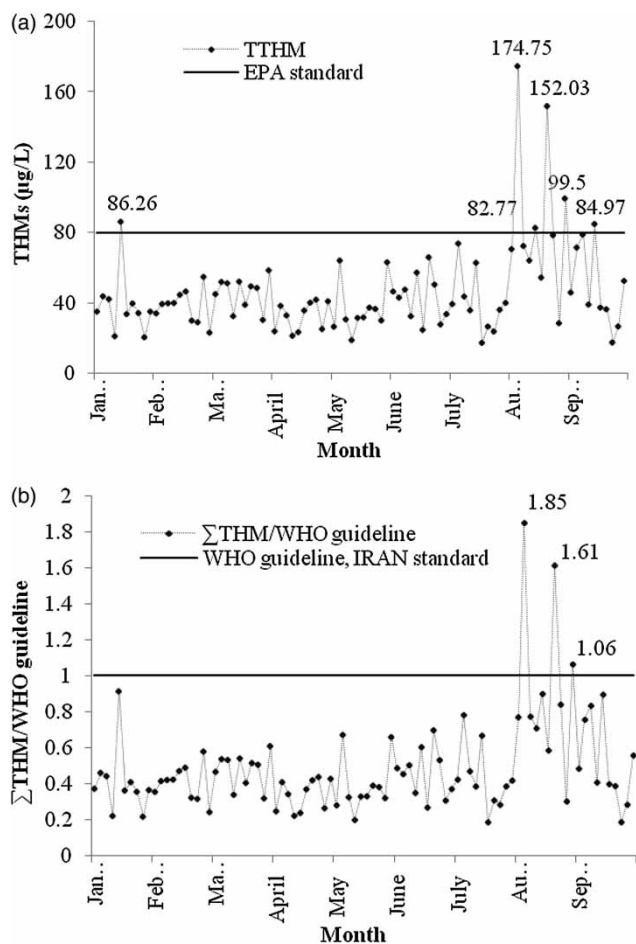 (a)
200
TTHM
EPA standard
174.75
160
152.03
THMs (µg/L)
120
99.5
86.26
82.77
84.97
80
40
0
Jan..
Feb..
Ma..
April
May
June
July
Au..
Sep..
Month
(b)
2
∑THM/WHO guideline
WHO guideline, IRAN standard
1.85
1.8
1.61
1.6
1.4
∑THM/WHO guideline
1.2
1.06
1
0.8
0.6
0.4
0.2
0
Jan..
Feb..
Ma..
April
May
June
July
Au..
Sep..
Month